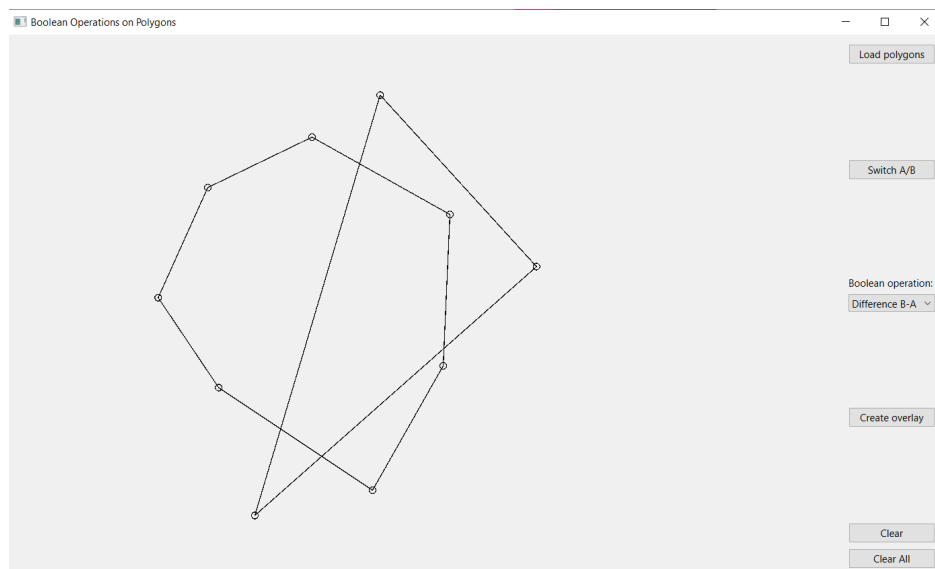 Boolean Operations on Polygons
Load polygons
Switch A/B
Boolean operation:
Difference B-A
Create overlay
Clear
Clear All